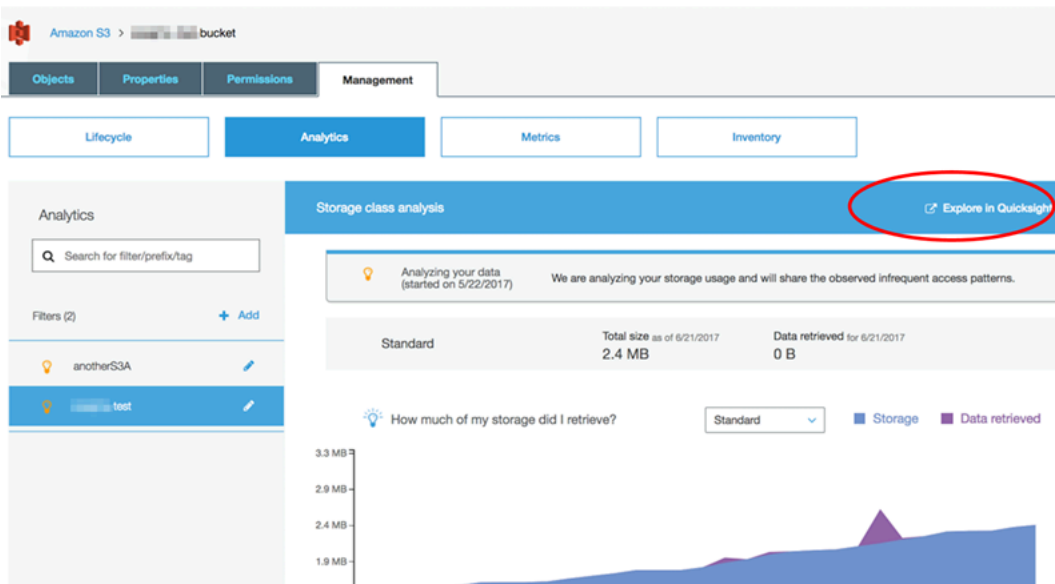 Amazon S3 > bucket
Objects Properties Permissions Management
Lifecycle Analytics Metrics Inventory
Analytics
Search for filter/prefix/tag
Filters (2) + Add
anotherS3A
test
Storage class analysis Explore in Quicksight
Analyzing your data
(started on 5/22/2017)
We are analyzing your storage usage and will share the observed infrequent access patterns.
Standard
Total size as of 6/21/2017
2.4 MB
Data retrieved for 6/21/2017
0 B
How much of my storage did I retrieve? Standard Storage Data retrieved
3.3 MB
2.9 MB
2.4 MB
1.9 MB